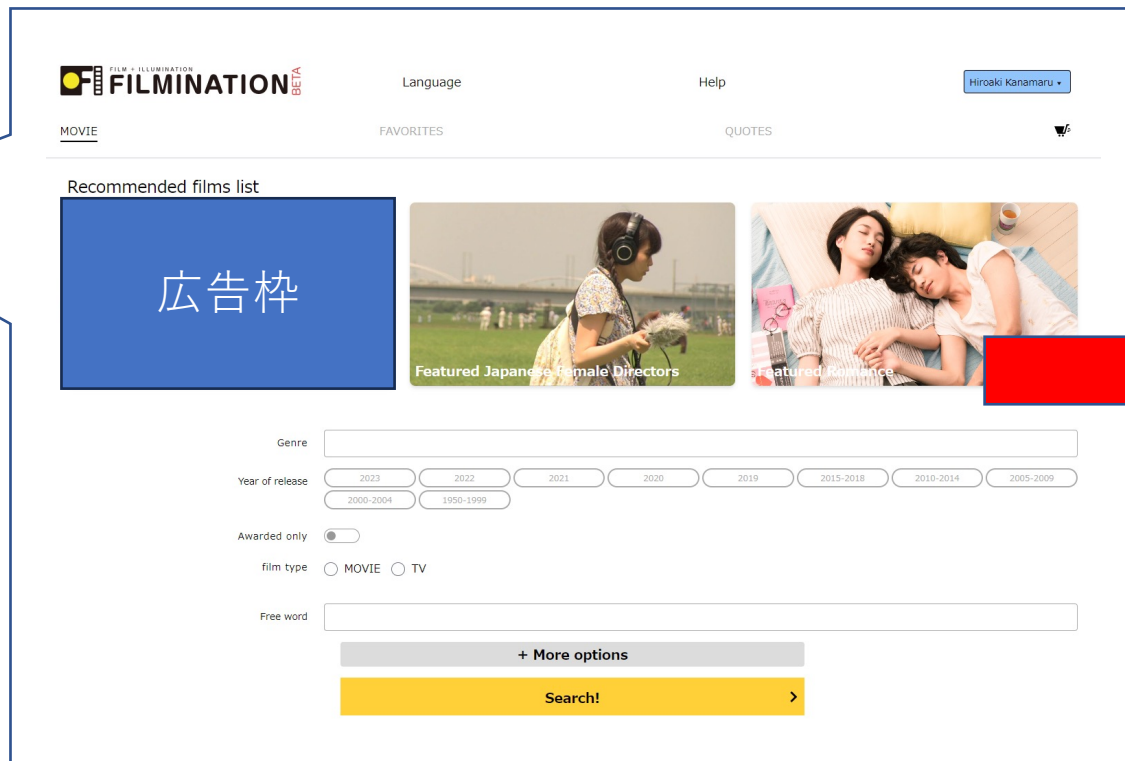 FILM + ILLUMINATION
FILMINATION BETA
Language
Help
Hiroaki Kanamaru
MOVIE
FAVORITES
QUOTES
Recommended films list
広告枠
Featured Japanese Female Directors
Featured Romance
Genre
Year of release
2023 2022 2021 2020 2019 2015-2018 2010-2014 2005-2009
2000-2004 1950-1999
Awarded only
film type
MOVIE TV
Free word
+ More options
Search!